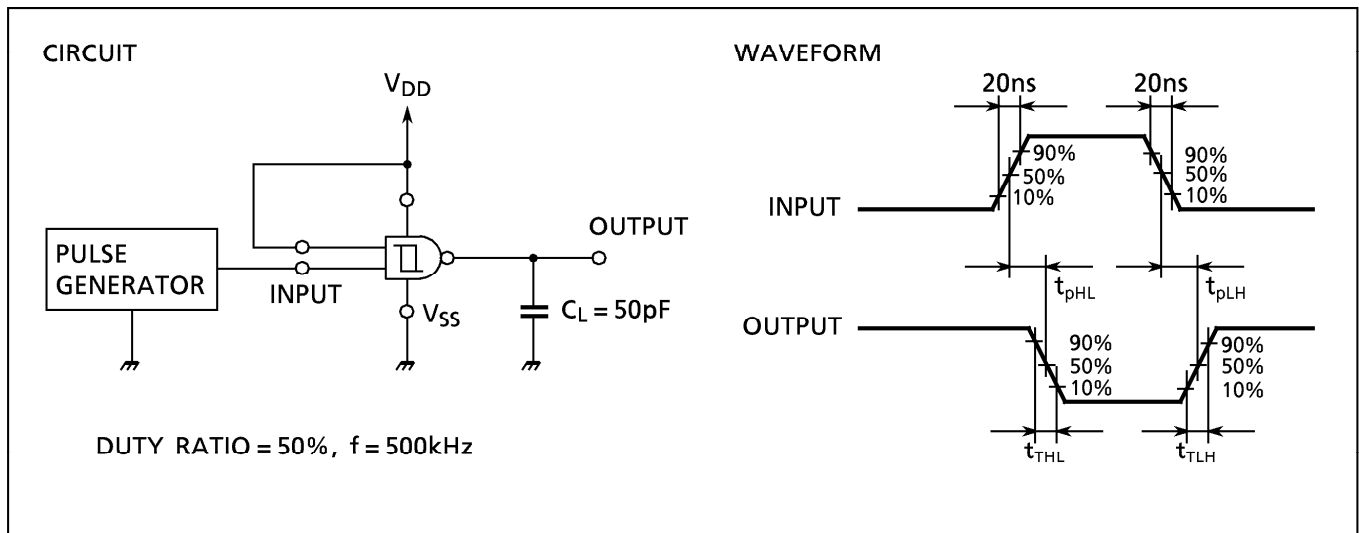 CIRCUIT
VDD
PULSE
GENERATOR
INPUT
VSS
OUTPUT
CL = 50pF
DUTY RATIO = 50%, f = 500kHz
WAVEFORM
20ns 20ns
INPUT
90%
50%
10%
90%
50%
10%
tpHL tpLH
OUTPUT
90%
50%
10%
90%
50%
10%
tTHL tTLH